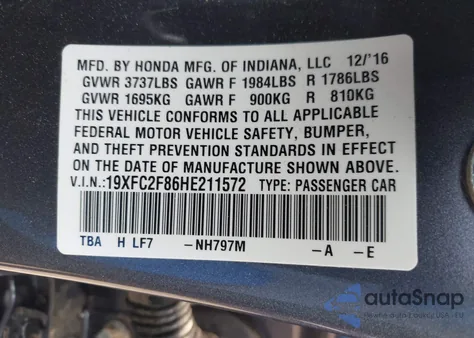 MFD. BY HONDA MFG. OF INDIANA, LLC 12/'16
GVWR 3737LBS GAWR F 1984LBS R 1786LBS
GVWR 1695KG GAWR F 900KG R 810KG
THIS VEHICLE CONFORMS TO ALL APPLICABLE
FEDERAL MOTOR VEHICLE SAFETY, BUMPER,
AND THEFT PREVENTION STANDARDS IN EFFECT
ON THE DATE OF MANUFACTURE SHOWN ABOVE.
V.I.N.:19XFC2F86HE211572 TYPE: PASSENGER CAR
TBA H LF7 -NH797M -A -E
autoSnap